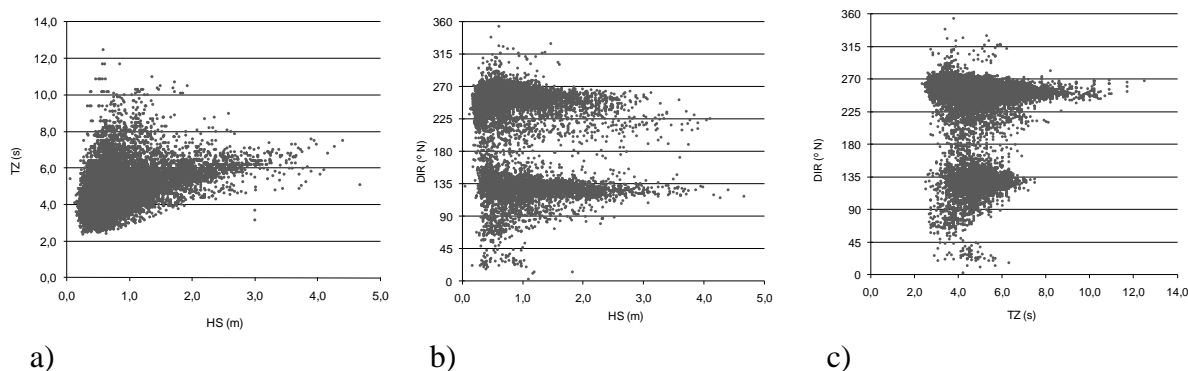 14,0
12,0
10,0
8,0
6,0
4,0
2,0
0,0
TZ (s)
0,0 1,0 2,0 3,0 4,0 5,0
HS (m)
a)
360
315
270
225
180
135
90
45
0
DIR (º N)
0,0 1,0 2,0 3,0 4,0 5,0
HS (m)
b)
360
315
270
225
180
135
90
45
0
DIR (º N)
0,0 2,0 4,0 6,0 8,0 10,0 12,0 14,0
TZ (s)
c)